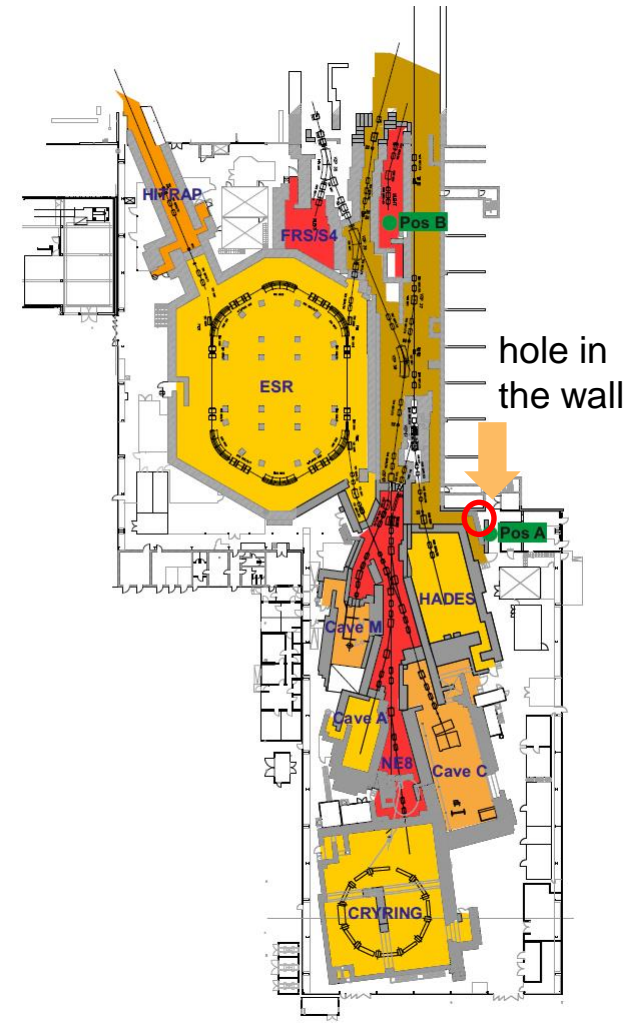 HITRAP
FRS/S4
Pos B
hole in
the wall
ESR
Pos A
HADES
Cave M
Cave A
NE8
Cave C
CRYRING